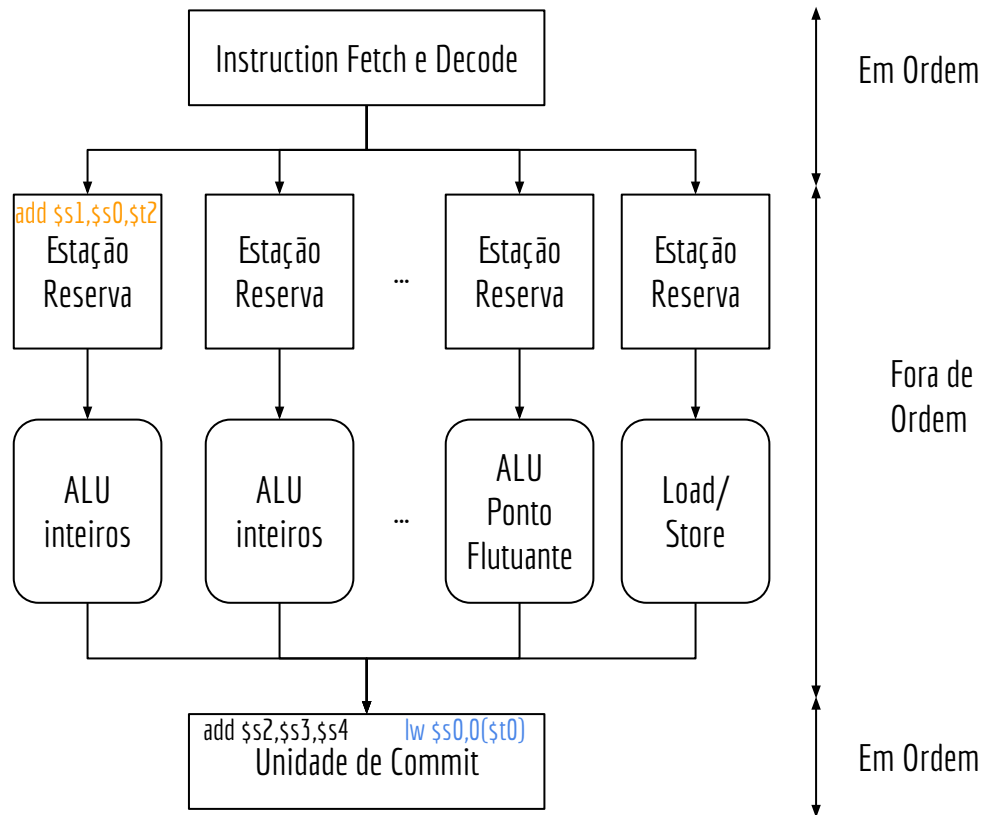 Instruction Fetch e Decode
Em Ordem
add $s1,$s0,$t2
Estação
Reserva
Estação
Reserva
...
Estação
Reserva
Estação
Reserva
Fora de
Ordem
ALU
inteiros
ALU
inteiros
...
ALU
Ponto
Flutuante
Load/
Store
add $s2,$s3,$s4 lw $s0,0($t0)
Unidade de Commit
Em Ordem